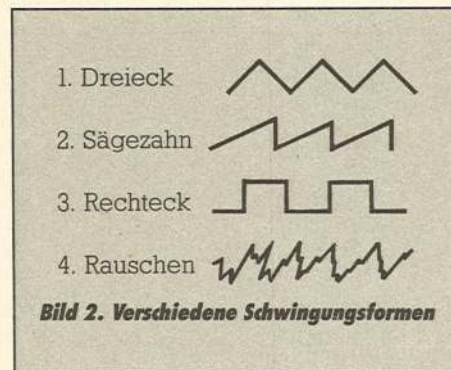 1. Dreieck
2. Sägezahn
3. Rechteck
4. Rauschen
Bild 2. Verschiedene Schwingungsformen